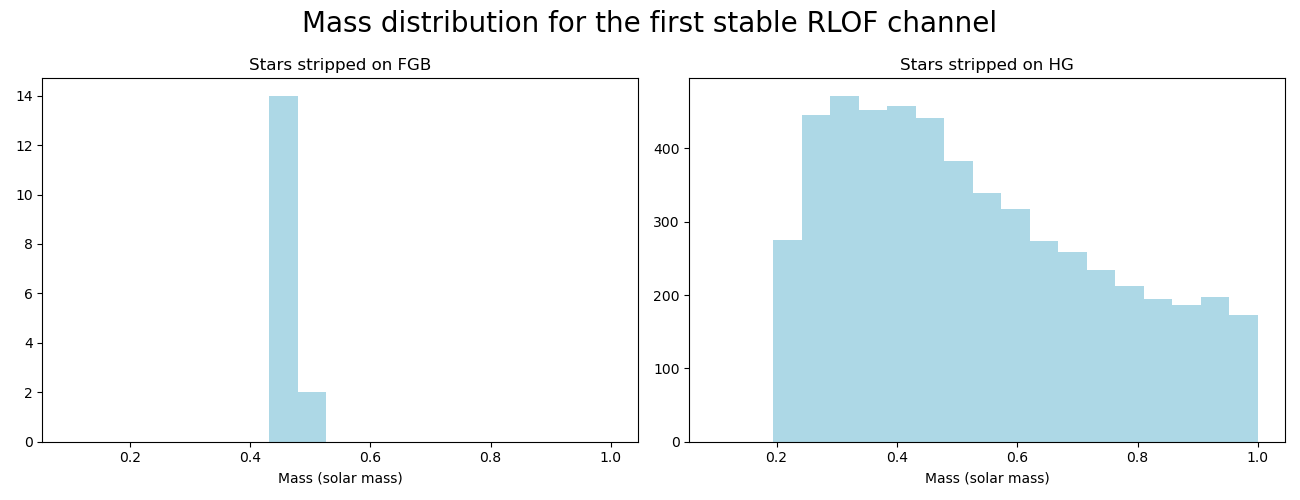 Mass distribution for the first stable RLOF channel
Stars stripped on FGB
14
12
10
8
6
4
2
0
0.2 0.4 0.6 0.8 1.0
Mass (solar mass)
Stars stripped on HG
400
300
200
100
0
0.2 0.4 0.6 0.8 1.0
Mass (solar mass)